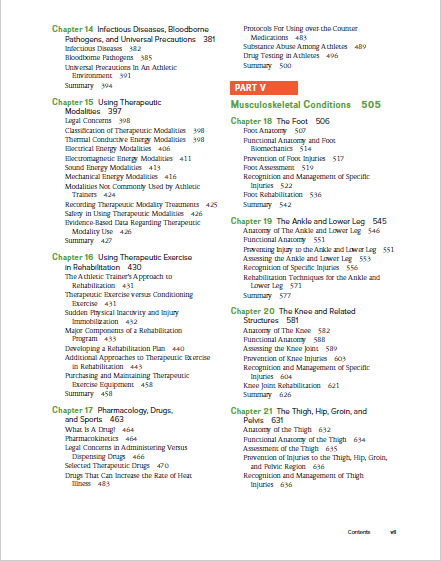 Chapter 14 Infectious Diseases, Bloodborne
Pathogens, and Universal Precautions 381
Infectious Diseases 382
Bloodborne Pathogens 385
Universal Precautions In An Athletic
Environment 391
Summary 394
Chapter 15 Using Therapeutic
Modalities 397
Legal Concerns 398
Classification of Therapeutic Modalities 398
Thermal Conductive Energy Modalities 398
Electrical Energy Modalities 406
Electromagnetic Energy Modalities 411
Sound Energy Modalities 413
Mechanical Energy Modalities 416
Modalities Not Commonly Used by Athletic
Trainers 424
Recording Therapeutic Modality Treatments 425
Safety in Using Therapeutic Modalities 426
Evidence-Based Data Regarding Therapeutic
Modality Use 426
Summary 427
Chapter 16 Using Therapeutic Exercise
in Rehabilitation 430
The Athletic Trainer's Approach to
Rehabilitation 431
Therapeutic Exercise versus Conditioning
Exercise 431
Sudden Physical Inactivity and Injury
Immobilization 432
Major Components of a Rehabilitation
Program 433
Developing a Rehabilitation Plan 440
Additional Approaches to Therapeutic Exercise
in Rehabilitation 443
Purchasing and Maintaining Therapeutic
Exercise Equipment 458
Summary 458
Chapter 17 Pharmacology, Drugs,
and Sports 463
What Is A Drug? 464
Pharmacokinetics 464
Legal Concerns in Administering Versus
Dispensing Drugs 466
Selected Therapeutic Drugs 470
Drugs That Can Increase the Rate of Heat
Illness 483
Protocols For Using over-the-Counter
Medications 483
Substance Abuse Among Athletes 489
Drug Testing in Athletes 496
Summary 500
PART V
Musculoskeletal Conditions 505
Chapter 18 The Foot 506
Foot Anatomy 507
Functional Anatomy and Foot
Biomechanics 514
Prevention of Foot Injuries 517
Foot Assessment 519
Recognition and Management of Specific
Injuries 522
Foot Rehabilitation 536
Summary 542
Chapter 19 The Ankle and Lower Leg 545
Anatomy of The Ankle and Lower Leg 546
Functional Anatomy 551
Preventing Injury to the Ankle and Lower Leg 551
Assessing the Ankle and Lower Leg 553
Recognition of Specific Injuries 556
Rehabilitation Techniques for the Ankle and
Lower Leg 571
Summary 577
Chapter 20 The Knee and Related
Structures 581
Anatomy of The Knee 582
Functional Anatomy 588
Assessing the Knee Joint 589
Prevention of Knee Injuries 603
Recognition and Management of Specific
Injuries 604
Knee Joint Rehabilitation 621
Summary 626
Chapter 21 The Thigh, Hip, Groin, and
Pelvis 631
Anatomy of the Thigh 632
Functional Anatomy of the Thigh 634
Assessment of the Thigh 635
Prevention of Injuries to the Thigh, Hip, Groin,
and Pelvic Region 636
Recognition and Management of Thigh
Injuries 636
Contents vii